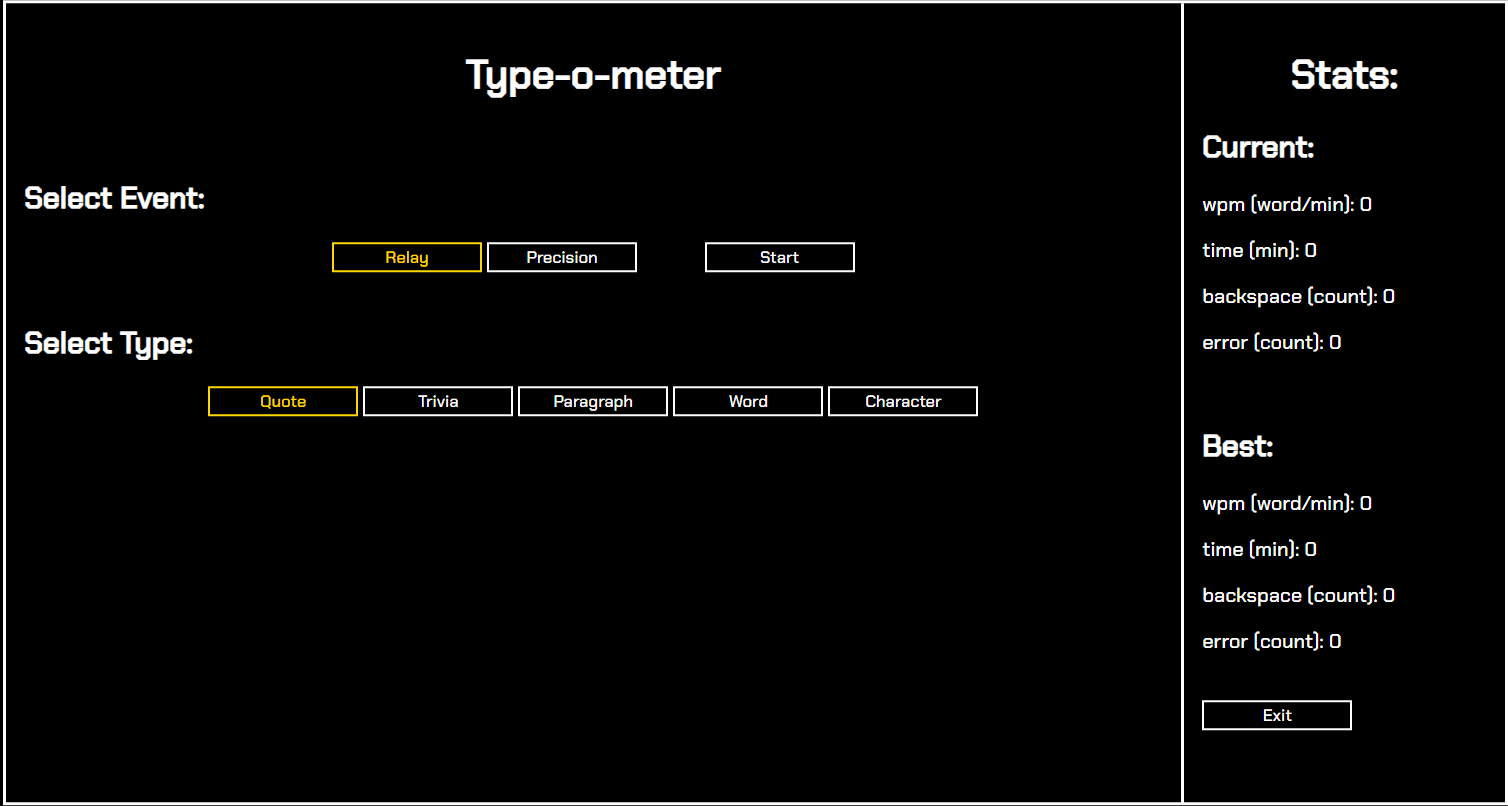 Type-o-meter
Select Event:
Relay
Precision
Start
Select Type:
Quote
Trivia
Paragraph
Word
Character
Stats:
Current:
wpm (word/min): 0
time (min): 0
backspace (count): 0
error (count): 0
Best:
wpm (word/min): 0
time (min): 0
backspace (count): 0
error (count): 0
Exit